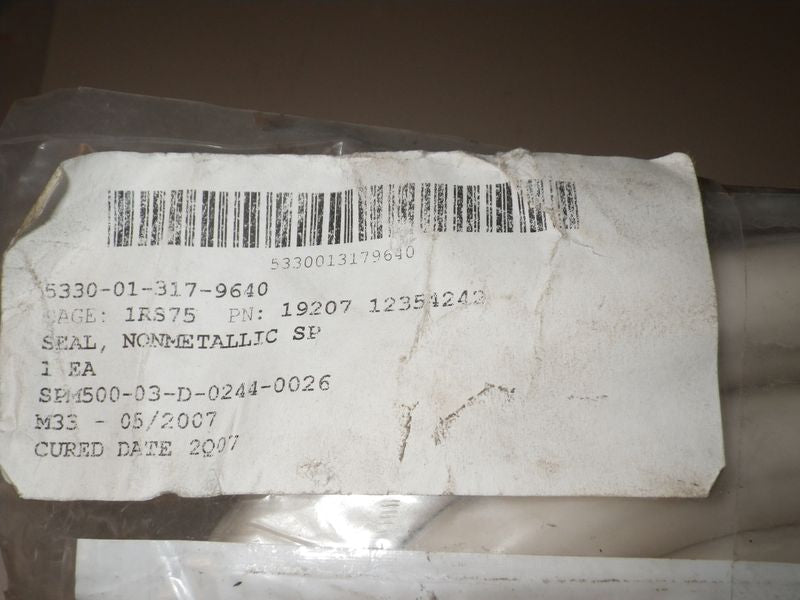 5330013179640
5330-01-317-9640
CAGE: 1RS75 PN: 19207 12354242
SEAL, NONMETALLIC SP
1 EA
SPM500-03-D-0244-0026
M33 - 05/2007
CURED DATE 2Q07